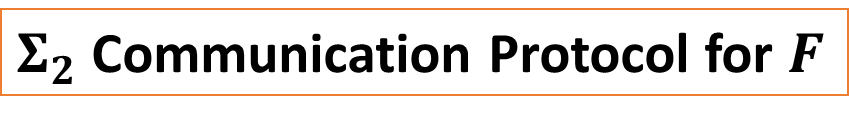 Σ₂ Communication Protocol for F